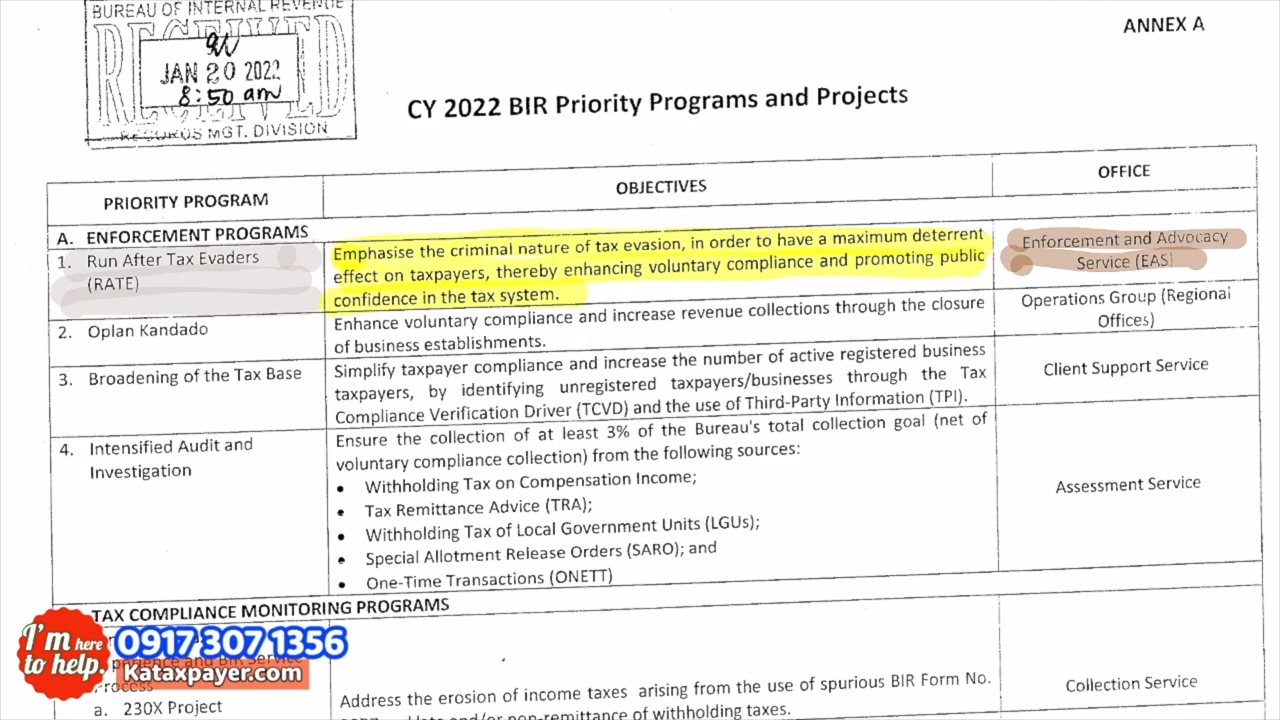 BUREAU OF INTERNAL REVENUE
RECEIVED
JAN 20 2022
8:50 am
RECORDS MGT. DIVISION
ANNEX A
CY 2022 BIR Priority Programs and Projects
PRIORITY PROGRAM
OBJECTIVES
OFFICE
A. ENFORCEMENT PROGRAMS
1. Run After Tax Evaders
(RATE)
Emphasise the criminal nature of tax evasion, in order to have a maximum deterrent
effect on taxpayers, thereby enhancing voluntary compliance and promoting public
confidence in the tax system.
Enforcement and Advocacy
Service (EAS)
2. Oplan Kandado
Enhance voluntary compliance and increase revenue collections through the closure
of business establishments.
Operations Group (Regional
Offices)
3. Broadening of the Tax Base
Simplify taxpayer compliance and increase the number of active registered business
taxpayers, by identifying unregistered taxpayers/businesses through the Tax
Compliance Verification Driver (TCVD) and the use of Third-Party Information (TPI).
Client Support Service
4. Intensified Audit and
Investigation
Ensure the collection of at least 3% of the Bureau's total collection goal (net of
voluntary compliance collection) from the following sources:
• Withholding Tax on Compensation Income;
• Tax Remittance Advice (TRA);
• Withholding Tax of Local Government Units (LGUs);
• Special Allotment Release Orders (SARO); and
• One-Time Transactions (ONETT)
Assessment Service
TAX COMPLIANCE MONITORING PROGRAMS
Process
a. 230X Project
Address the erosion of income taxes arising from the use of spurious BIR Form No.
and/or non-remittance of withholding taxes.
Collection Service
I'm here
to help.
0917 307 1356
Kataxpayer.com